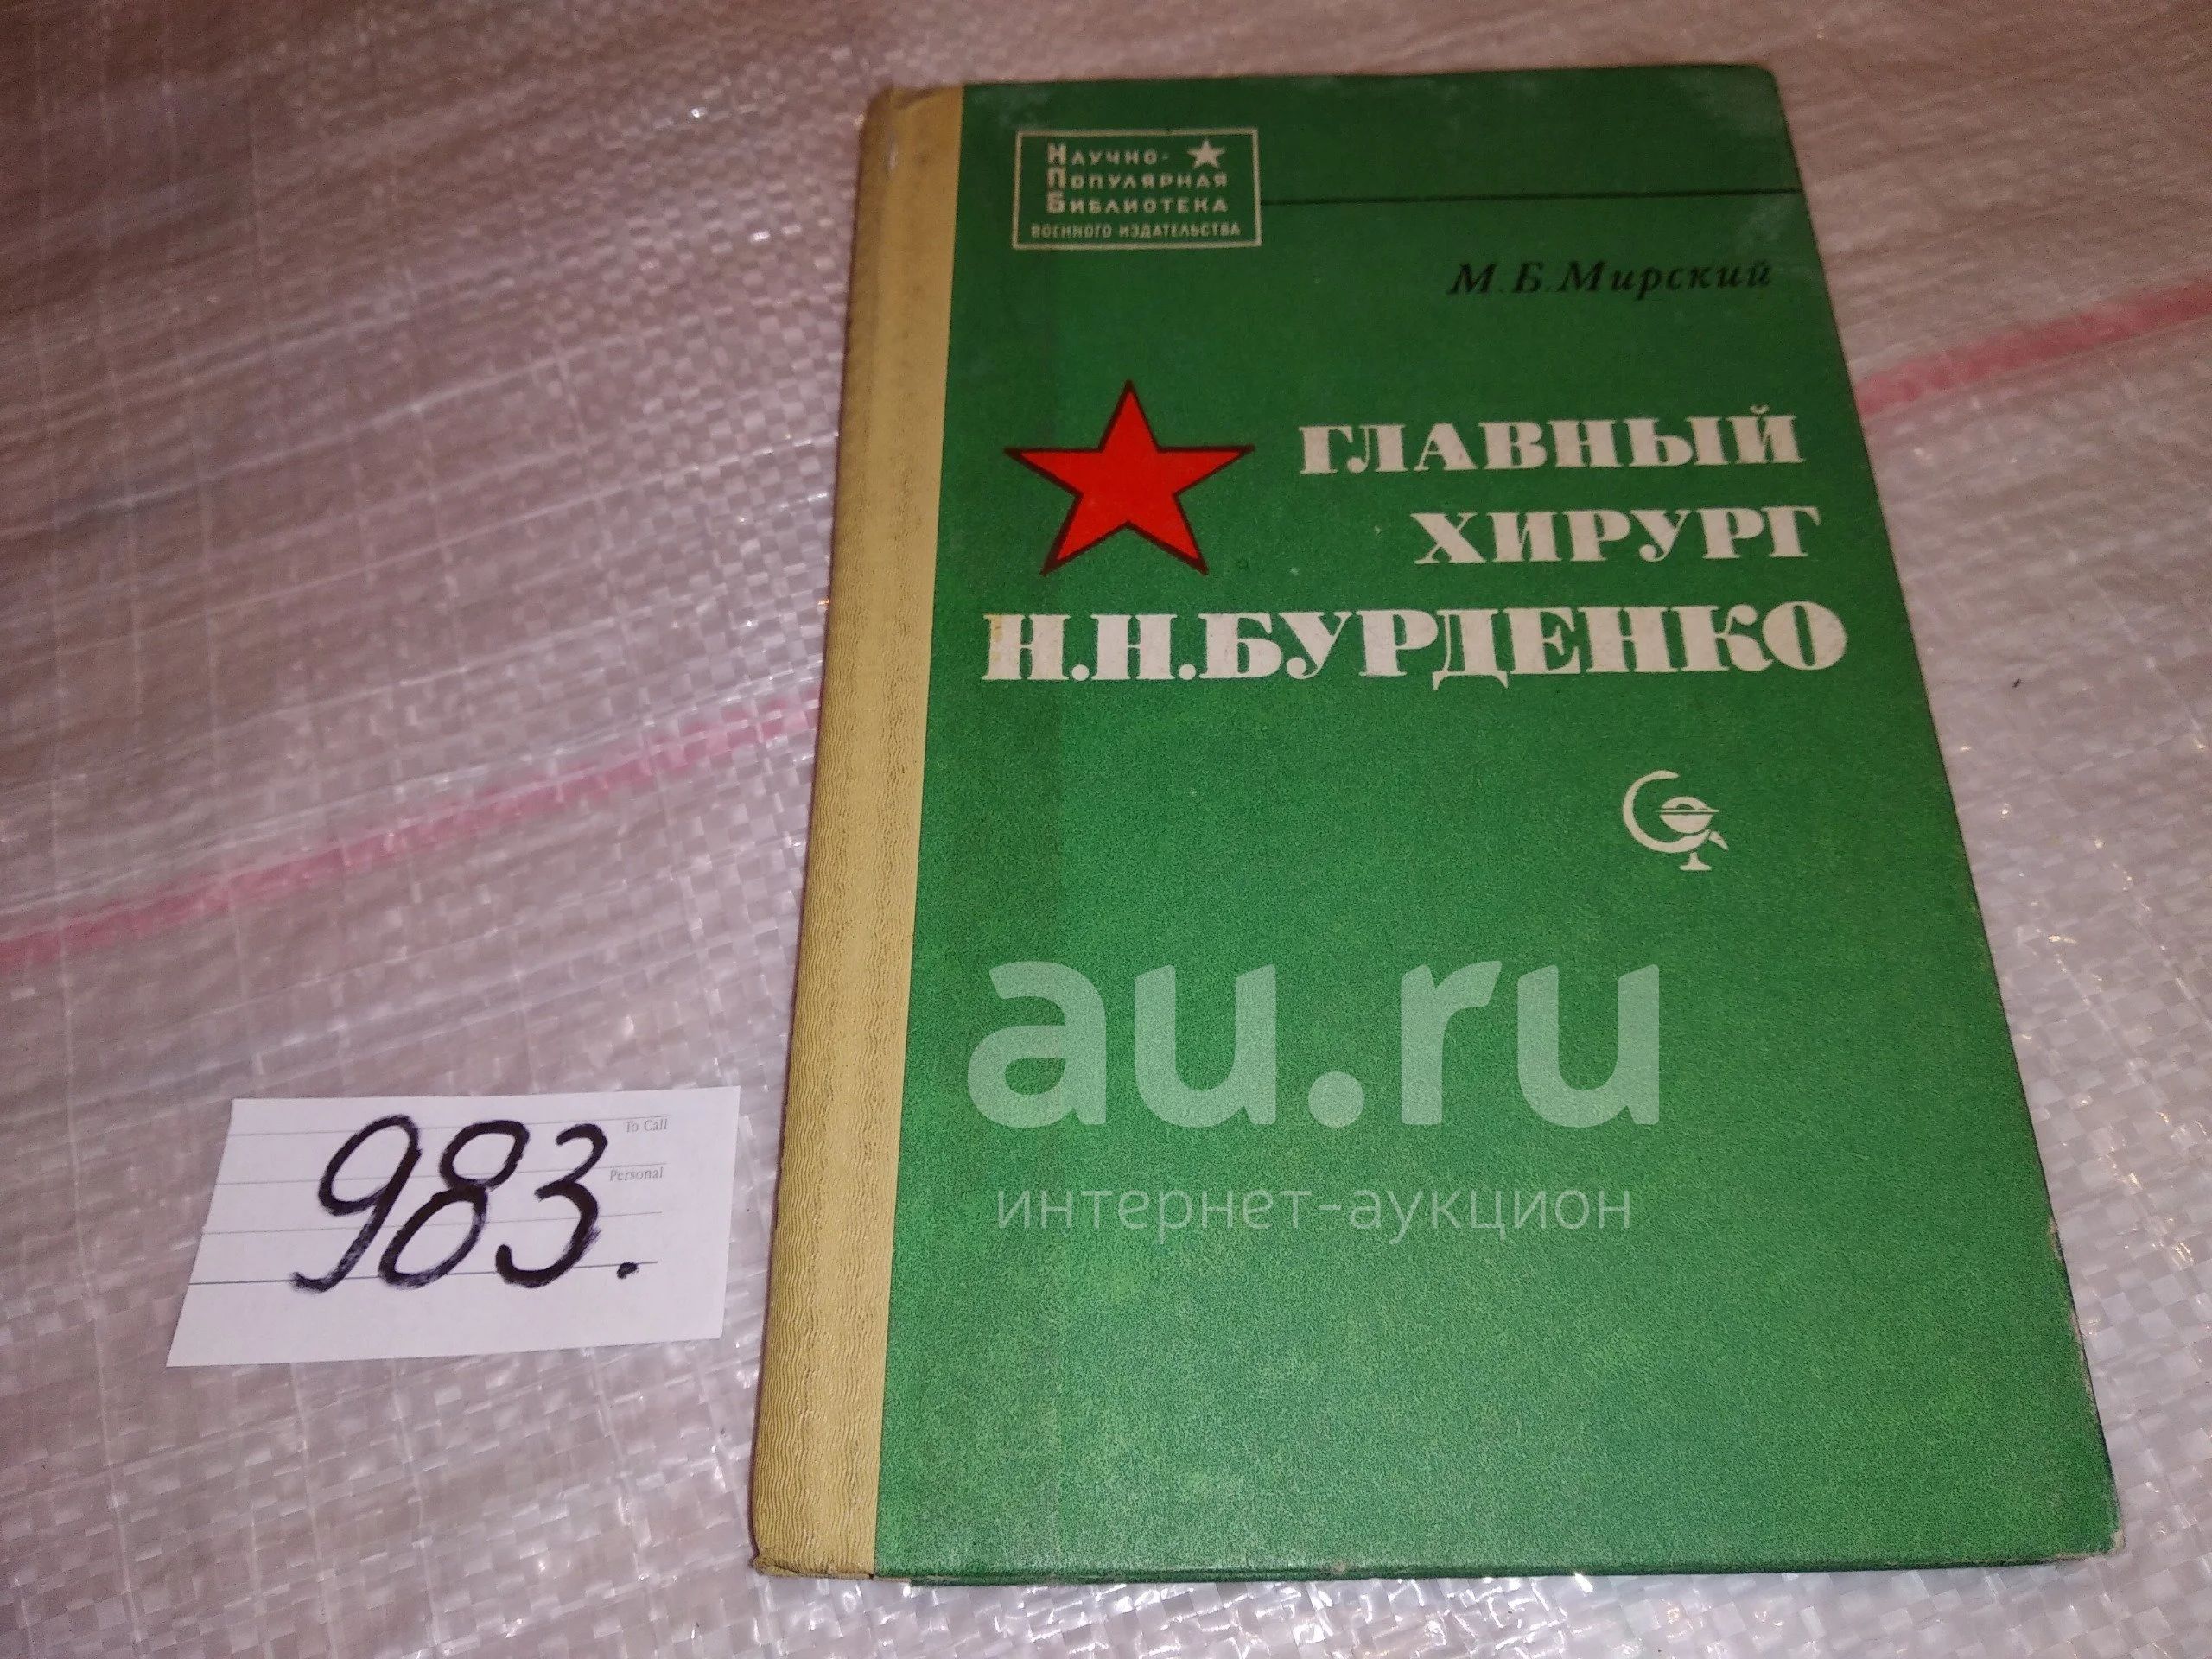 НАУЧНО-
ПОПУЛЯРНАЯ
БИБЛИОТЕКА
ВОЕННОГО ИЗДАТЕЛЬСТВА
М.Б.Мирский
ГЛАВНЫЙ
ХИРУРГ
Н.Н.БУРДЕНКО
au.ru
интернет-аукцион
To Call
Personal
983.